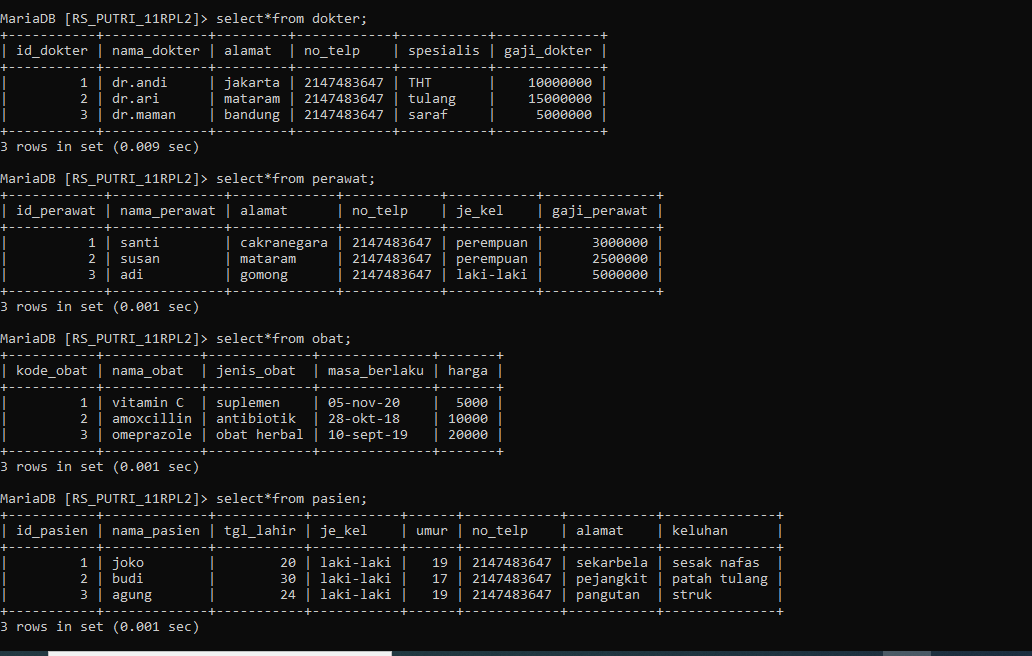 MariaDB [RS_PUTRI_11RPL2]> select*from dokter;
+-----------+-------------+---------+------------+-----------+-------------+
| id_dokter | nama_dokter | alamat  | no_telp    | spesialis | gaji_dokter |
+-----------+-------------+---------+------------+-----------+-------------+
|         1 | dr.andi     | jakarta | 2147483647 | THT       |    10000000 |
|         2 | dr.ari      | mataram | 2147483647 | tulang    |    15000000 |
|         3 | dr.maman    | bandung | 2147483647 | saraf     |     5000000 |
+-----------+-------------+---------+------------+-----------+-------------+
3 rows in set (0.009 sec)
MariaDB [RS_PUTRI_11RPL2]> select*from perawat;
+------------+--------------+-------------+------------+-----------+--------------+
| id_perawat | nama_perawat | alamat      | no_telp    | je_kel    | gaji_perawat |
+------------+--------------+-------------+------------+-----------+--------------+
|          1 | santi        | cakranegara | 2147483647 | perempuan |      3000000 |
|          2 | susan        | mataram     | 2147483647 | perempuan |      2500000 |
|          3 | adi          | gomong      | 2147483647 | laki-laki |      5000000 |
+------------+--------------+-------------+------------+-----------+--------------+
3 rows in set (0.001 sec)
MariaDB [RS_PUTRI_11RPL2]> select*from obat;
+-----------+------------+-------------+--------------+-------+
| kode_obat | nama_obat  | jenis_obat  | masa_berlaku | harga |
+-----------+------------+-------------+--------------+-------+
|         1 | vitamin C  | suplemen    | 05-nov-20    |  5000 |
|         2 | amoxcillin | antibiotik  | 28-okt-18    | 10000 |
|         3 | omeprazole | obat herbal | 10-sept-19   | 20000 |
+-----------+------------+-------------+--------------+-------+
3 rows in set (0.001 sec)
MariaDB [RS_PUTRI_11RPL2]> select*from pasien;
+-----------+-------------+-----------+-----------+------+------------+-----------+--------------+
| id_pasien | nama_pasien | tgl_lahir | je_kel    | umur | no_telp    | alamat    | keluhan      |
+-----------+-------------+-----------+-----------+------+------------+-----------+--------------+
|         1 | joko        |        20 | laki-laki |   19 | 2147483647 | sekarbela | sesak nafas  |
|         2 | budi        |        30 | laki-laki |   17 | 2147483647 | pejangkit | patah tulang |
|         3 | agung       |        24 | laki-laki |   19 | 2147483647 | pangutan  | struk        |
+-----------+-------------+-----------+-----------+------+------------+-----------+--------------+
3 rows in set (0.001 sec)